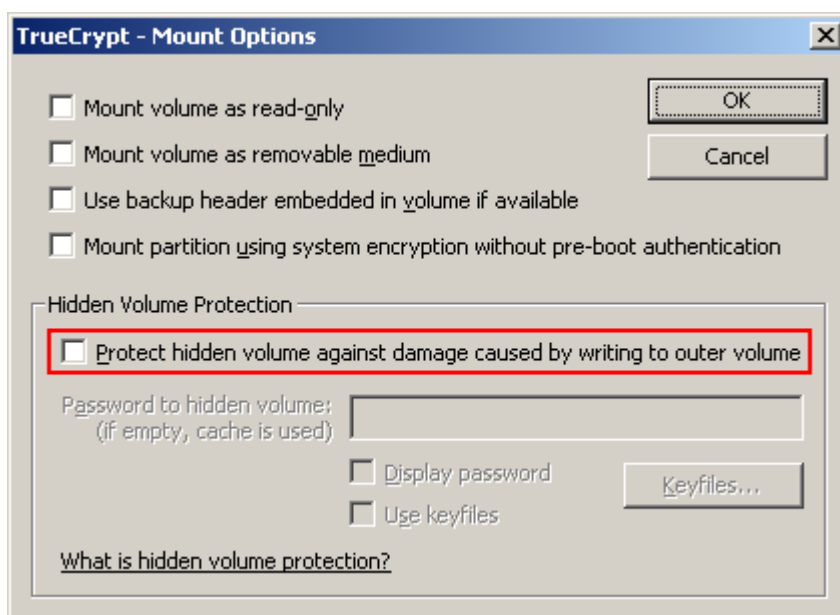 TrueCrypt - Mount Options
Mount volume as read-only
OK
Mount volume as removable medium
Cancel
Use backup header embedded in volume if available
Mount partition using system encryption without pre-boot authentication
Hidden Volume Protection
Protect hidden volume against damage caused by writing to outer volume
Password to hidden volume:
(if empty, cache is used)
Display password
Keyfiles...
Use keyfiles
What is hidden volume protection?